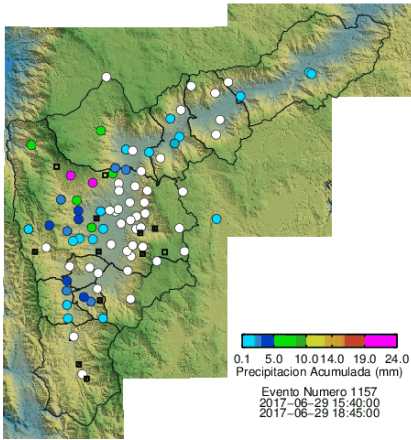 0.1 5.0 10.0 14.0 19.0 24.0
Precipitacion Acumulada (mm)
Evento Numero 1157
2017-06-29 15:40:00
2017-06-29 18:45:00